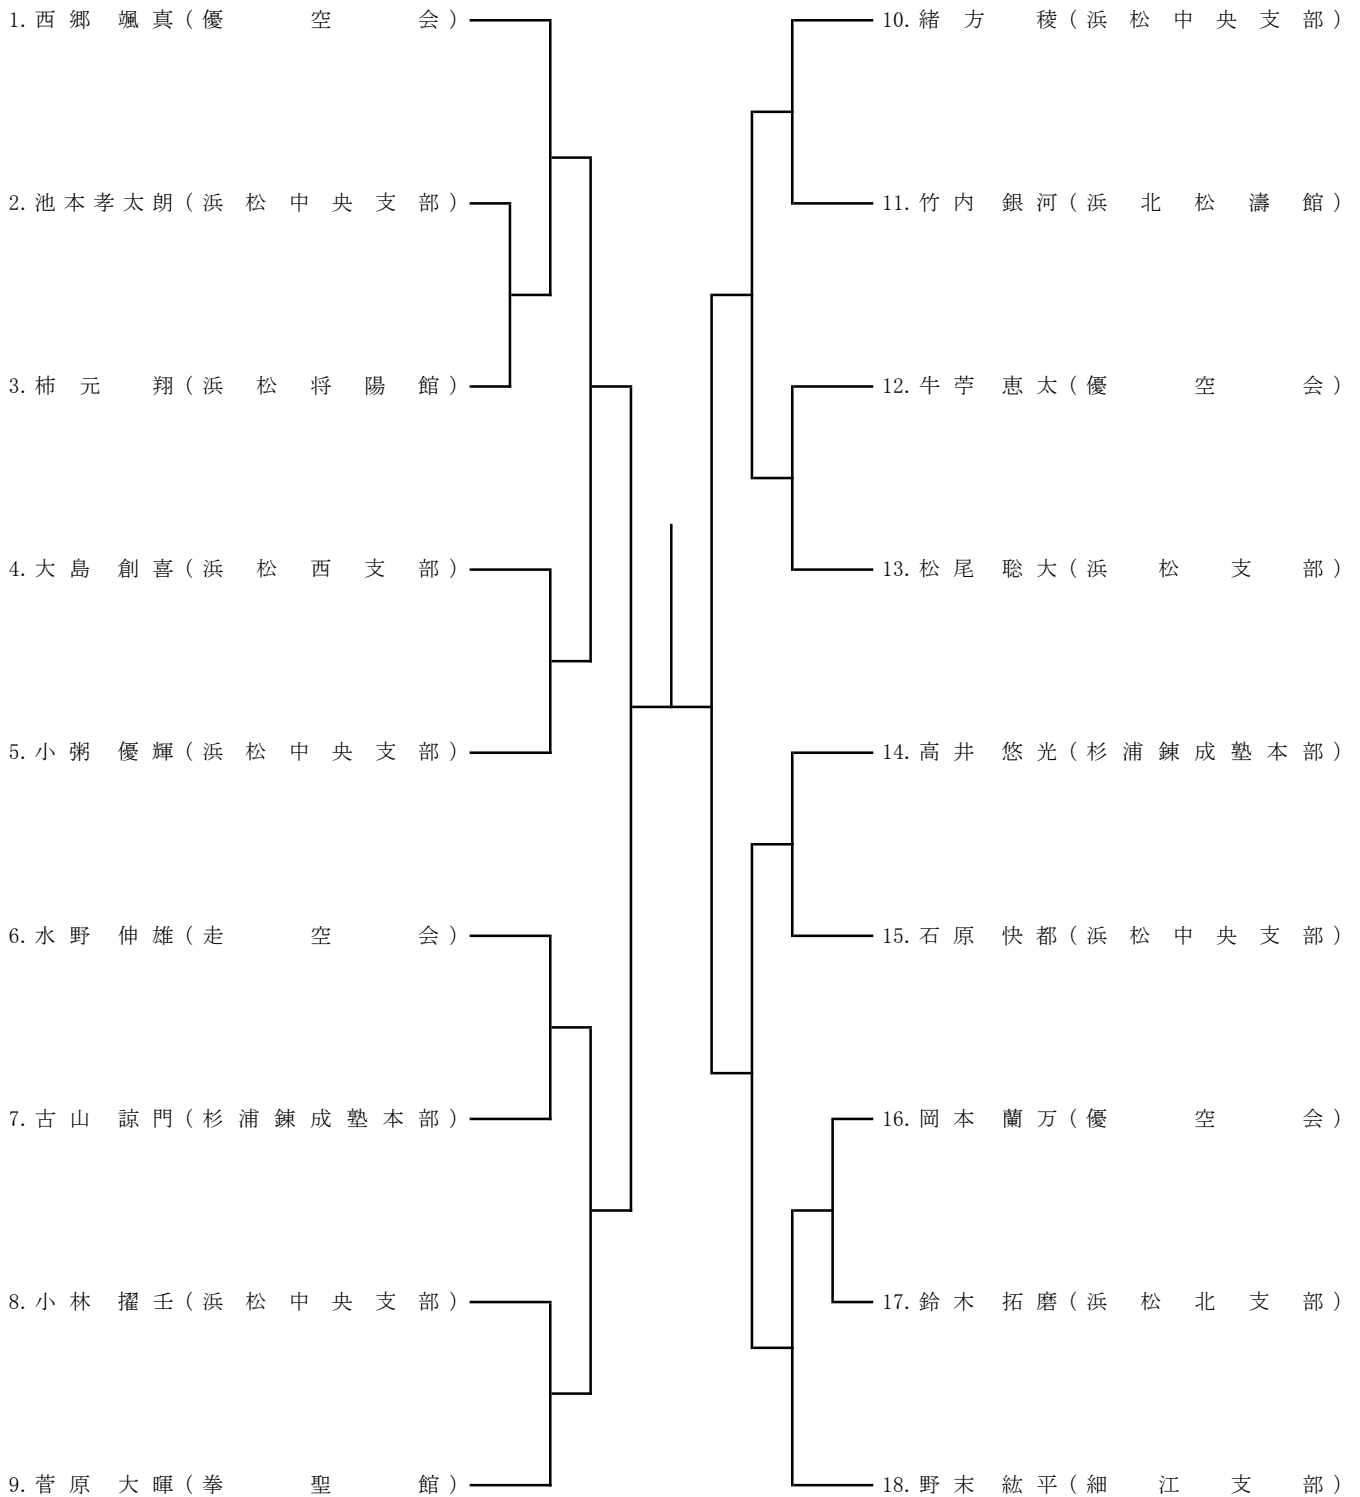 1. 西郷 颯真(優空会)
2. 池本孝太朗(浜松中央支部)
3. 柿元 翔(浜松将陽館)
4. 大島 創喜(浜松西支部)
5. 小粥 優輝(浜松中央支部)
6. 水野 伸雄(走空会)
7. 古山 諒門(杉浦錬成塾本部)
8. 小林 擢壬(浜松中央支部)
9. 菅原 大暉(拳聖館)
10. 緒方 稜(浜松中央支部)
11. 竹内 銀河(浜北松濤館)
12. 牛苧 恵太(優空会)
13. 松尾 聡大(浜松支部)
14. 高井 悠光(杉浦錬成塾本部)
15. 石原 快都(浜松中央支部)
16. 岡本 蘭万(優空会)
17. 鈴木 拓磨(浜松北支部)
18. 野末 紘平(細江支部)